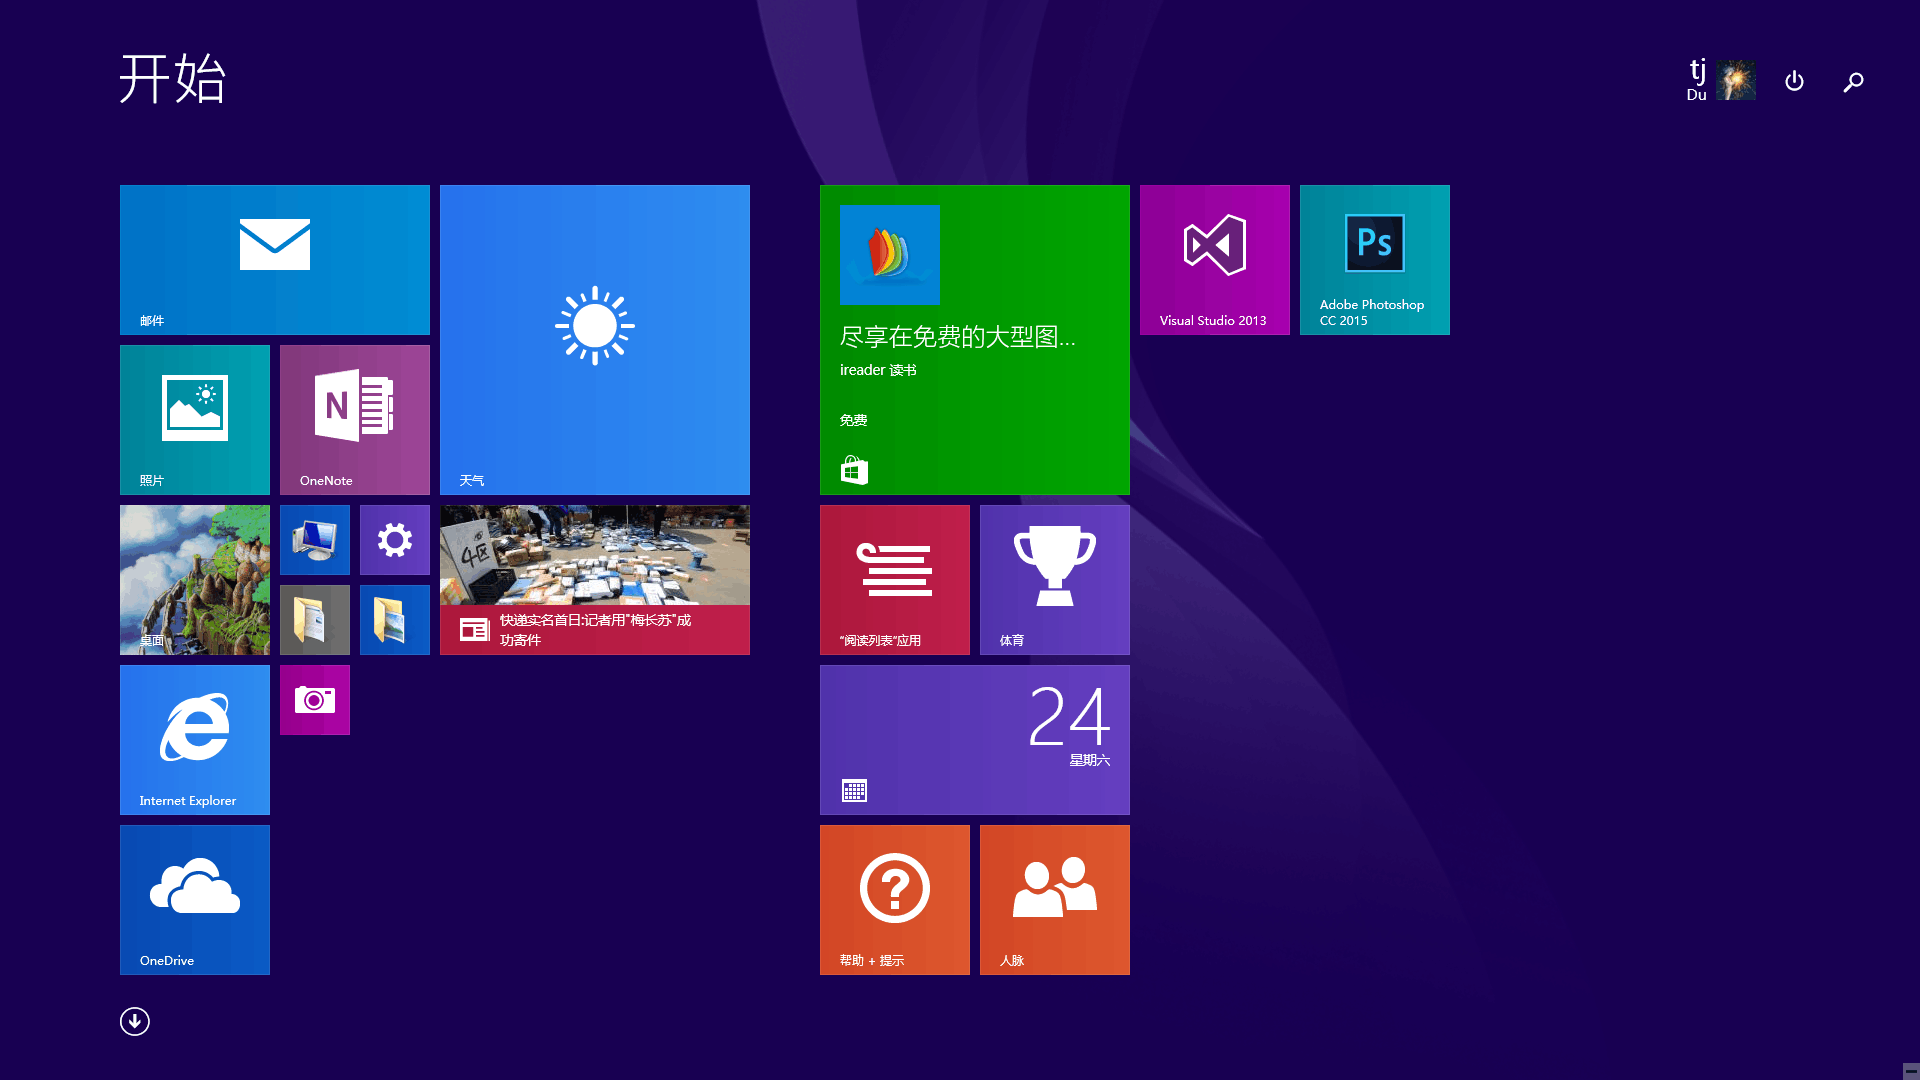 开始
tj
Du
邮件
天气
照片
N
OneNote
桌面
4区
快递实名首日:记者用"梅长苏"成
功寄件
Internet Explorer
OneDrive
尽享在免费的大型图...
ireader 读书
免费
Visual Studio 2013
Ps
Adobe Photoshop
CC 2015
"阅读列表"应用
体育
24
星期六
帮助 + 提示
人脉